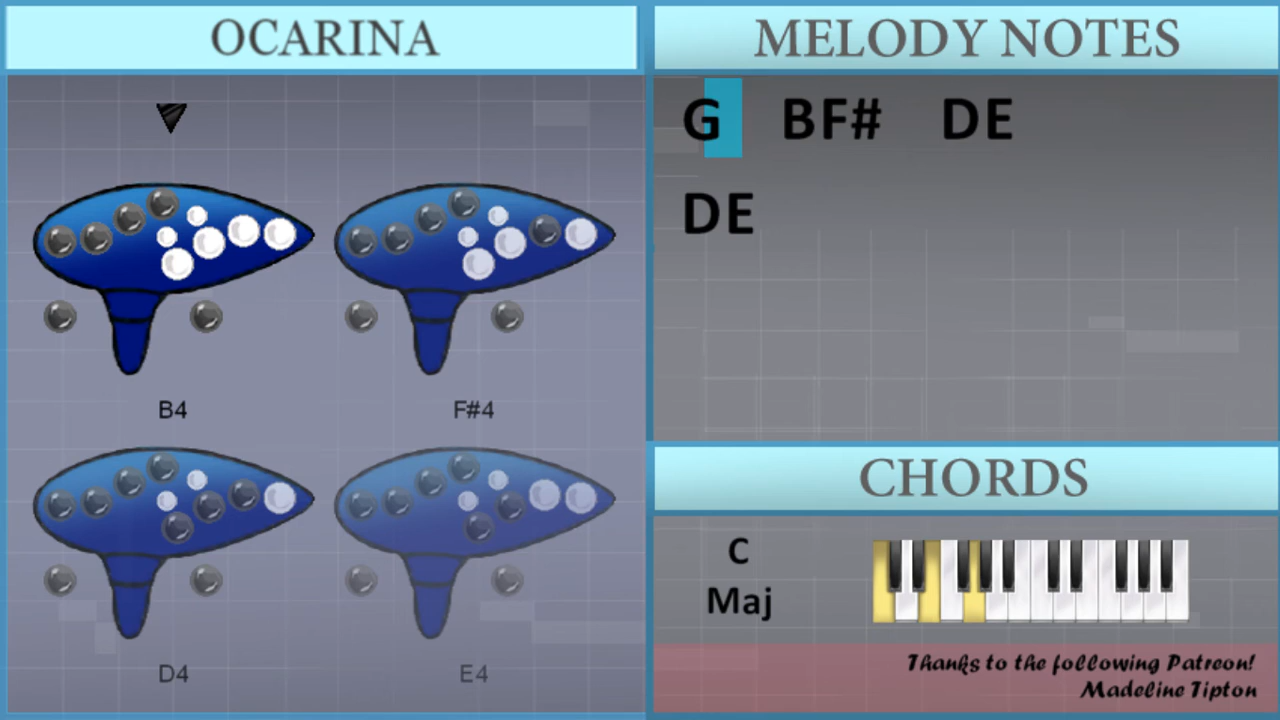 OCARINA
B4 F#4
D4 E4
MELODY NOTES
G BF# DE
DE
CHORDS
C
Maj
Thanks to the following Patreon!
Madeline Tipton